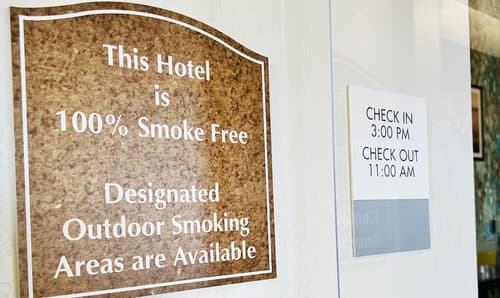 This Hotel
is
100% Smoke Free
Designated
Outdoor Smoking
Areas are Available
CHECK IN
3:00 PM
CHECK OUT
11:00 AM